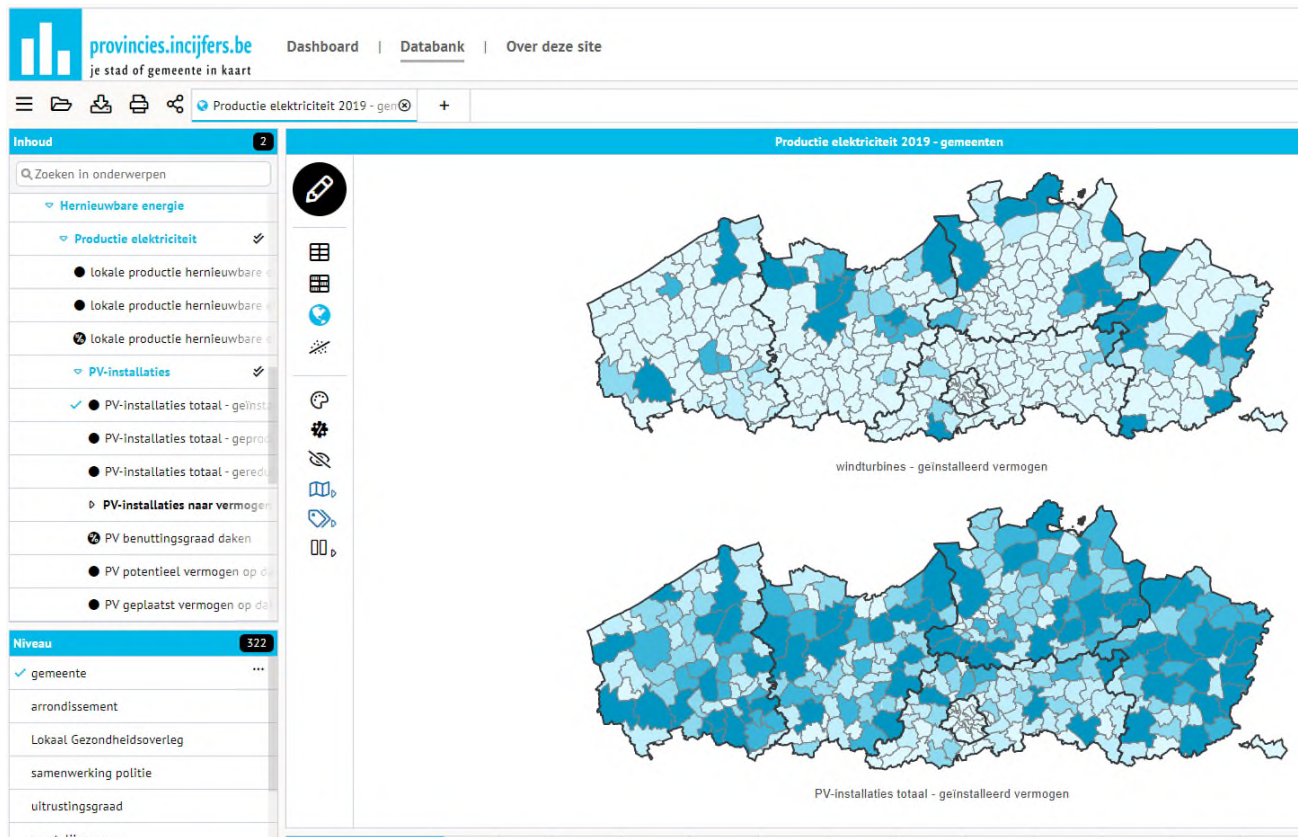 provincies.incijfers.be
je stad of gemeente in kaart
Dashboard | Databank | Over deze site
Productie elektriciteit 2019 - gem
+
Inhoud 2
Zoeken in onderwerpen
Hernieuwbare energie
Productie elektriciteit
lokale productie hernieuwbare e
lokale productie hernieuwbare e
% lokale productie hernieuwbare e
PV-installaties
PV-installaties totaal - geïnsta
PV-installaties totaal - geprod
PV-installaties totaal - geredu
PV-installaties naar vermogen
% PV benuttingsgraad daken
PV potentieel vermogen op da
PV geplaatst vermogen op dak
Niveau 322
gemeente ...
arrondissement
Lokaal Gezondheidsoverleg
samenwerking politie
uitrustingsgraad
Productie elektriciteit 2019 - gemeenten
windturbines - geïnstalleerd vermogen
PV-installaties totaal - geïnstalleerd vermogen